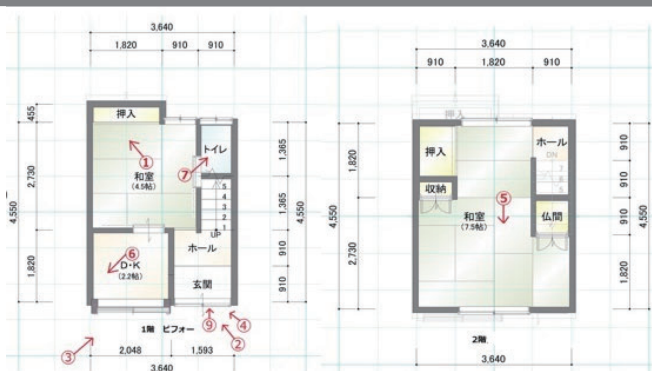 3,640
1,820
910
910
押入
455
2,730
1,820
4,550
①
和室
(4.5帖)
トイレ
⑦
5
4
3
2
1
UP
ホール
玄関
⑥
D・K
(2.2帖)
1,365
1,365
910
910
4,550
③
⑨
④
②
1階 ビフォー
2,048
1,593
3,640
3,640
910
1,820
910
押入
押入
ホール
DN
収納
⑤
和室
(7.5帖)
仏間
1,820
2,730
4,550
910
910
910
1,820
4,550
2階
3,640